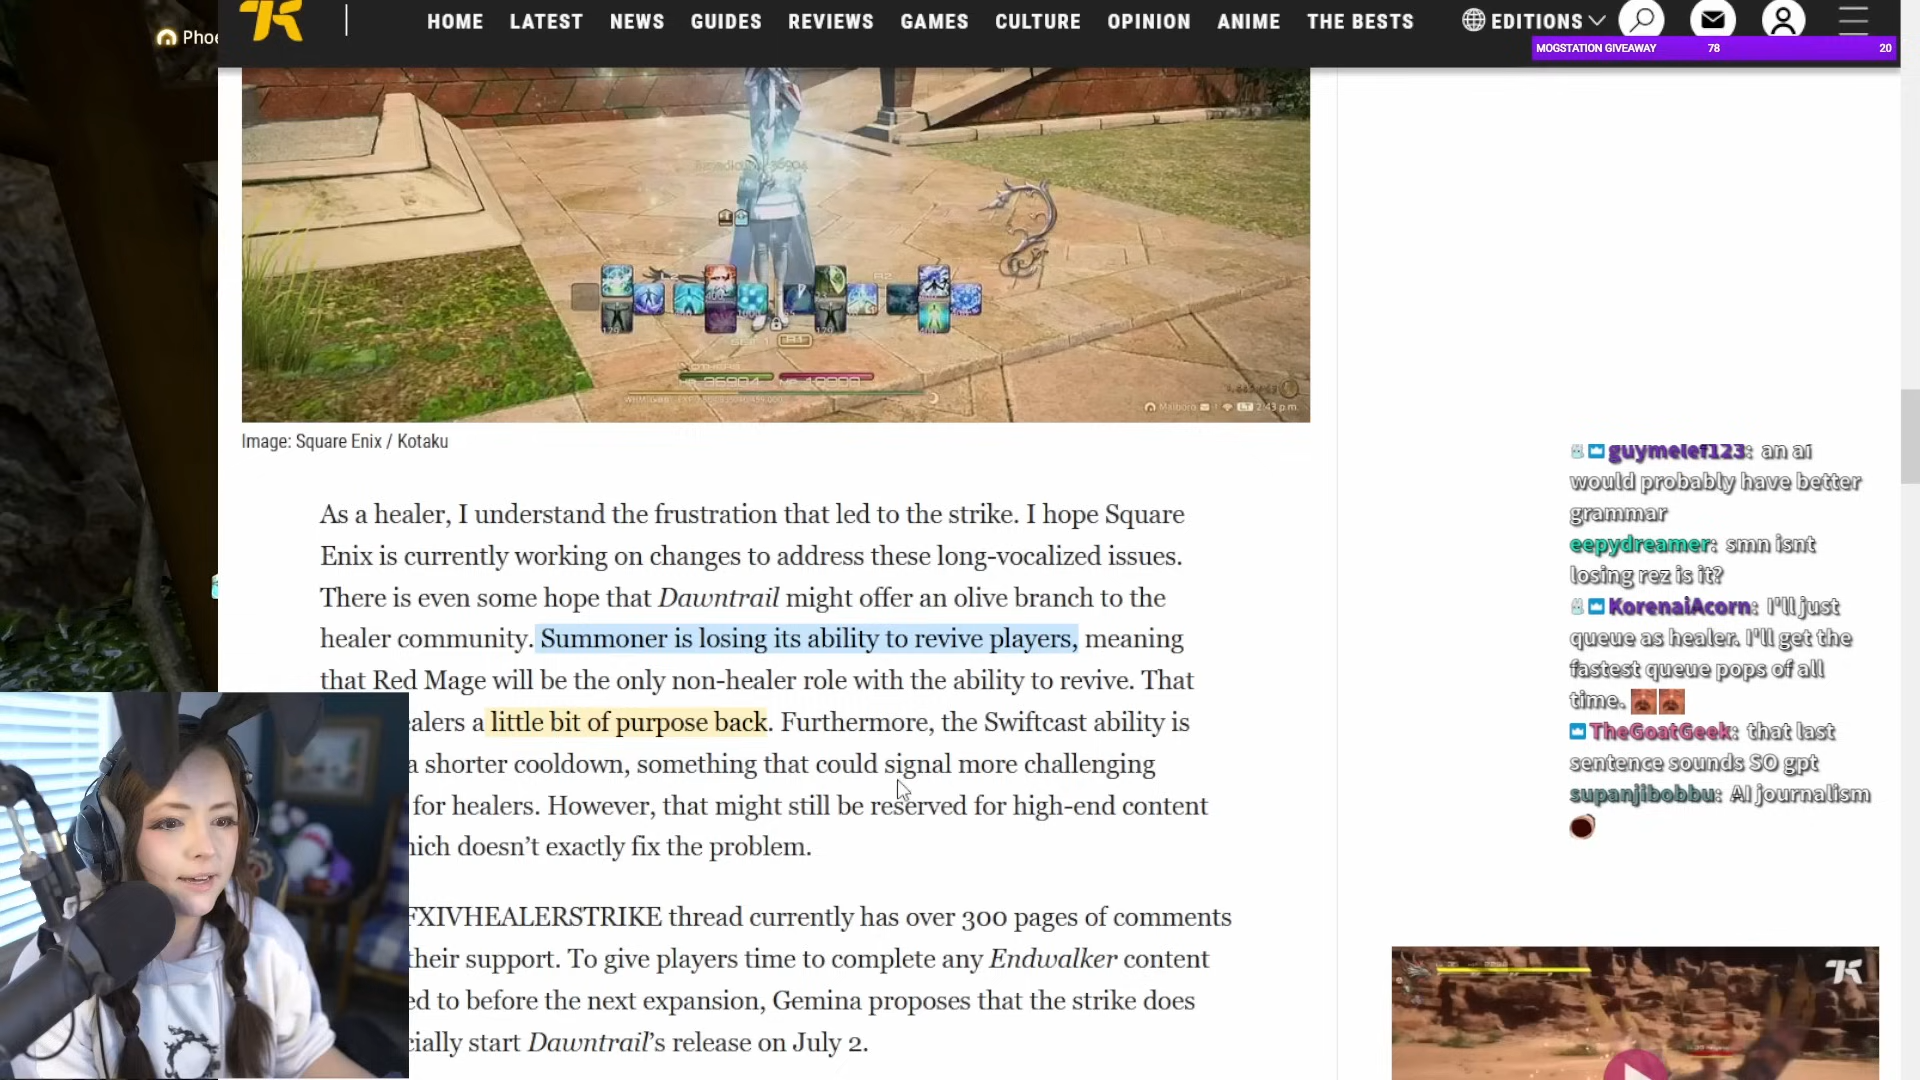 Phoe
HOME LATEST NEWS GUIDES REVIEWS GAMES CULTURE OPINION ANIME THE BESTS EDITIONS
MOGSTATION GIVEAWAY 78 20
Image: Square Enix / Kotaku
As a healer, I understand the frustration that led to the strike. I hope Square
Enix is currently working on changes to address these long-vocalized issues.
There is even some hope that Dawntrail might offer an olive branch to the
healer community. Summoner is losing its ability to revive players, meaning
that Red Mage will be the only non-healer role with the ability to revive. That
ealers a little bit of purpose back. Furthermore, the Swiftcast ability is
a shorter cooldown, something that could signal more challenging
for healers. However, that might still be reserved for high-end content
hich doesn’t exactly fix the problem.
FXIVHEALERSTRIKE thread currently has over 300 pages of comments
their support. To give players time to complete any Endwalker content
ed to before the next expansion, Gemina proposes that the strike does
cially start Dawntrail’s release on July 2.
guymelef123: an ai
would probably have better
grammar
eepydreamer: smn isnt
losing rez is it?
KorenaiAcorn: I'll just
queue as healer. I'll get the
fastest queue pops of all
time.
TheGoatGeek: that last
sentence sounds SO gpt
supanjibobbu: AI journalism